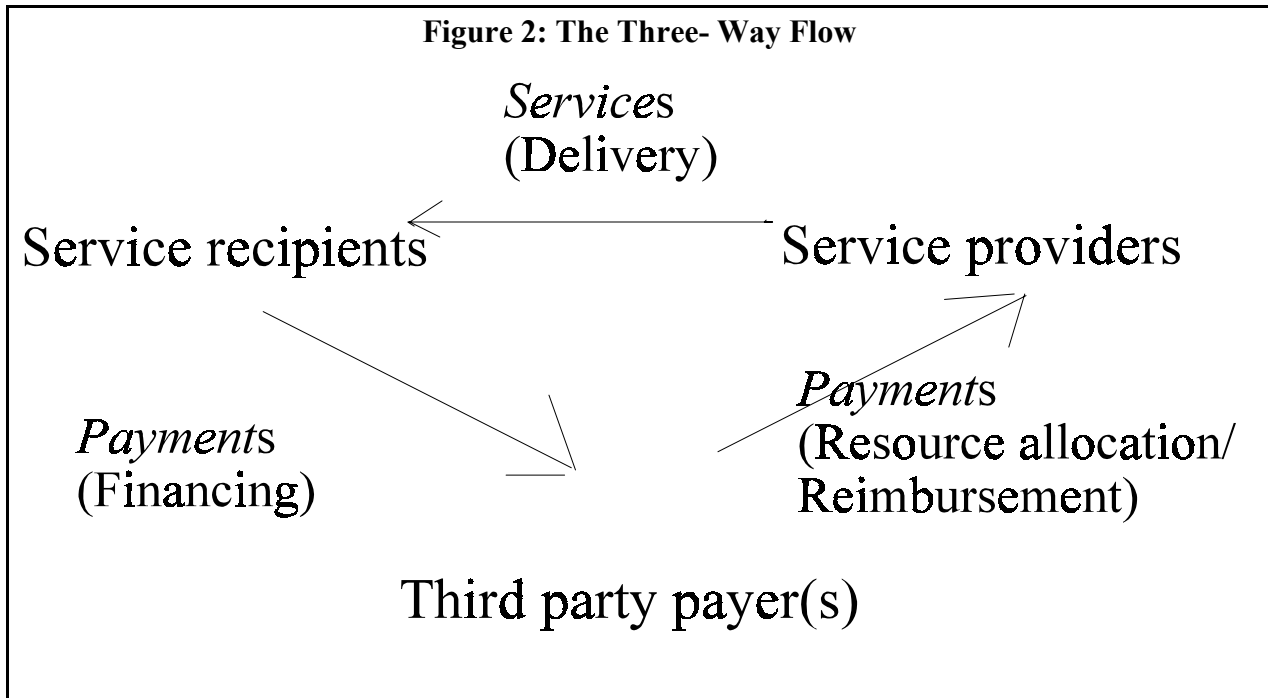 Figure 2: The Three- Way Flow
Services
(Delivery)
Service recipients
Service providers
Payments
(Financing)
Payments
(Resource allocation/
Reimbursement)
Third party payer(s)